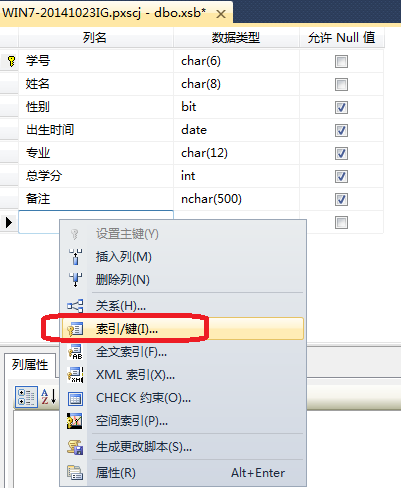 WIN7-20141023IG.pxscj - dbo.xsb*
列名 数据类型 允许 Null 值
学号 char(6)
姓名 char(8)
性别 bit
出生时间 date
专业 char(12)
总学分 int
备注 nchar(500)
设置主键(Y)
插入列(M)
删除列(N)
关系(H)...
索引/键(I)...
全文索引(F)...
XML 索引(X)...
CHECK 约束(O)...
空间索引(P)...
生成更改脚本(S)...
属性(R) Alt+Enter
列属性